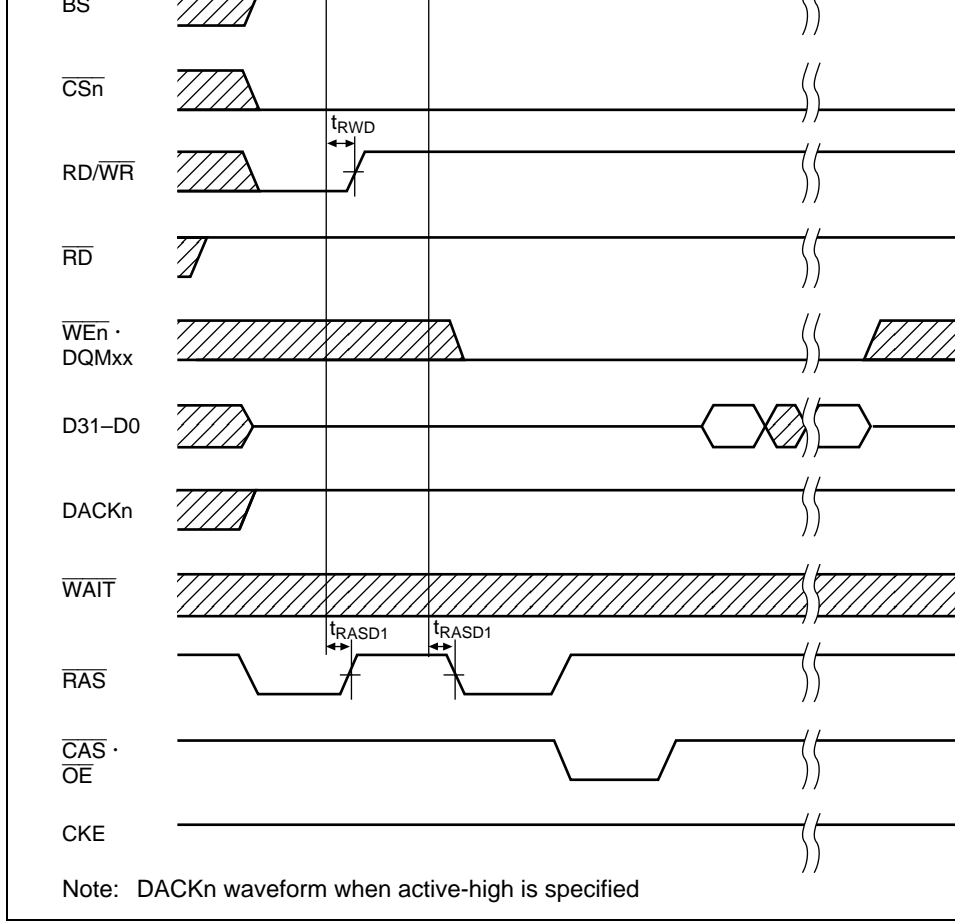 BS
CSn
tRWD
RD/WR
RD
WEn ·
DQMxx
D31–D0
DACKn
WAIT
tRASD1 tRASD1
RAS
CAS ·
OE
CKE
Note: DACKn waveform when active-high is specified